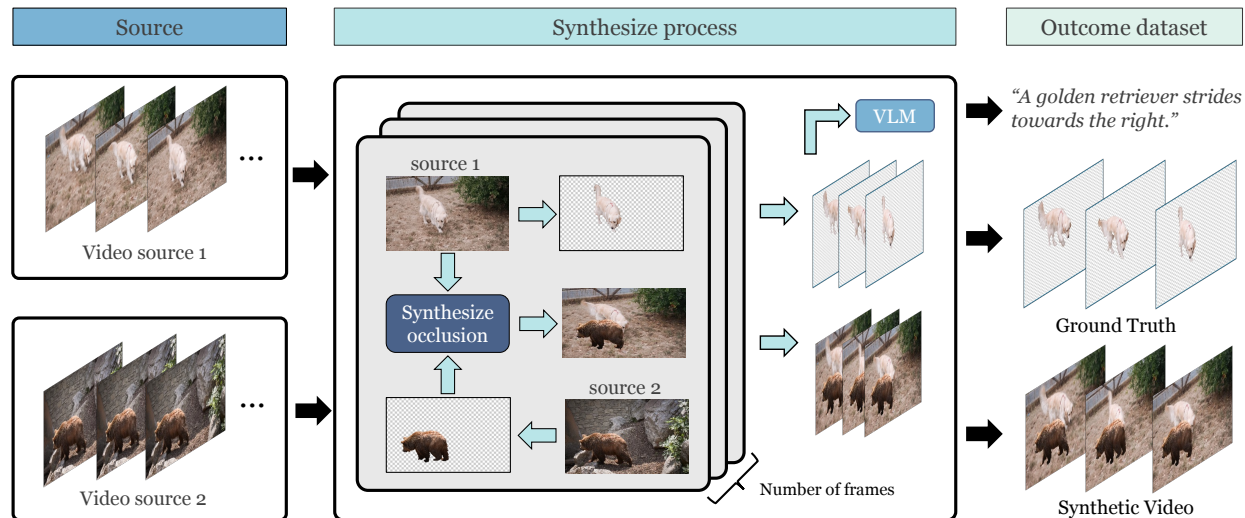 Source
Synthesize process
Outcome dataset
Video source 1
...
Video source 2
...
source 1
Synthesize
occlusion
source 2
Number of frames
VLM
“A golden retriever strides
towards the right.”
Ground Truth
Synthetic Video